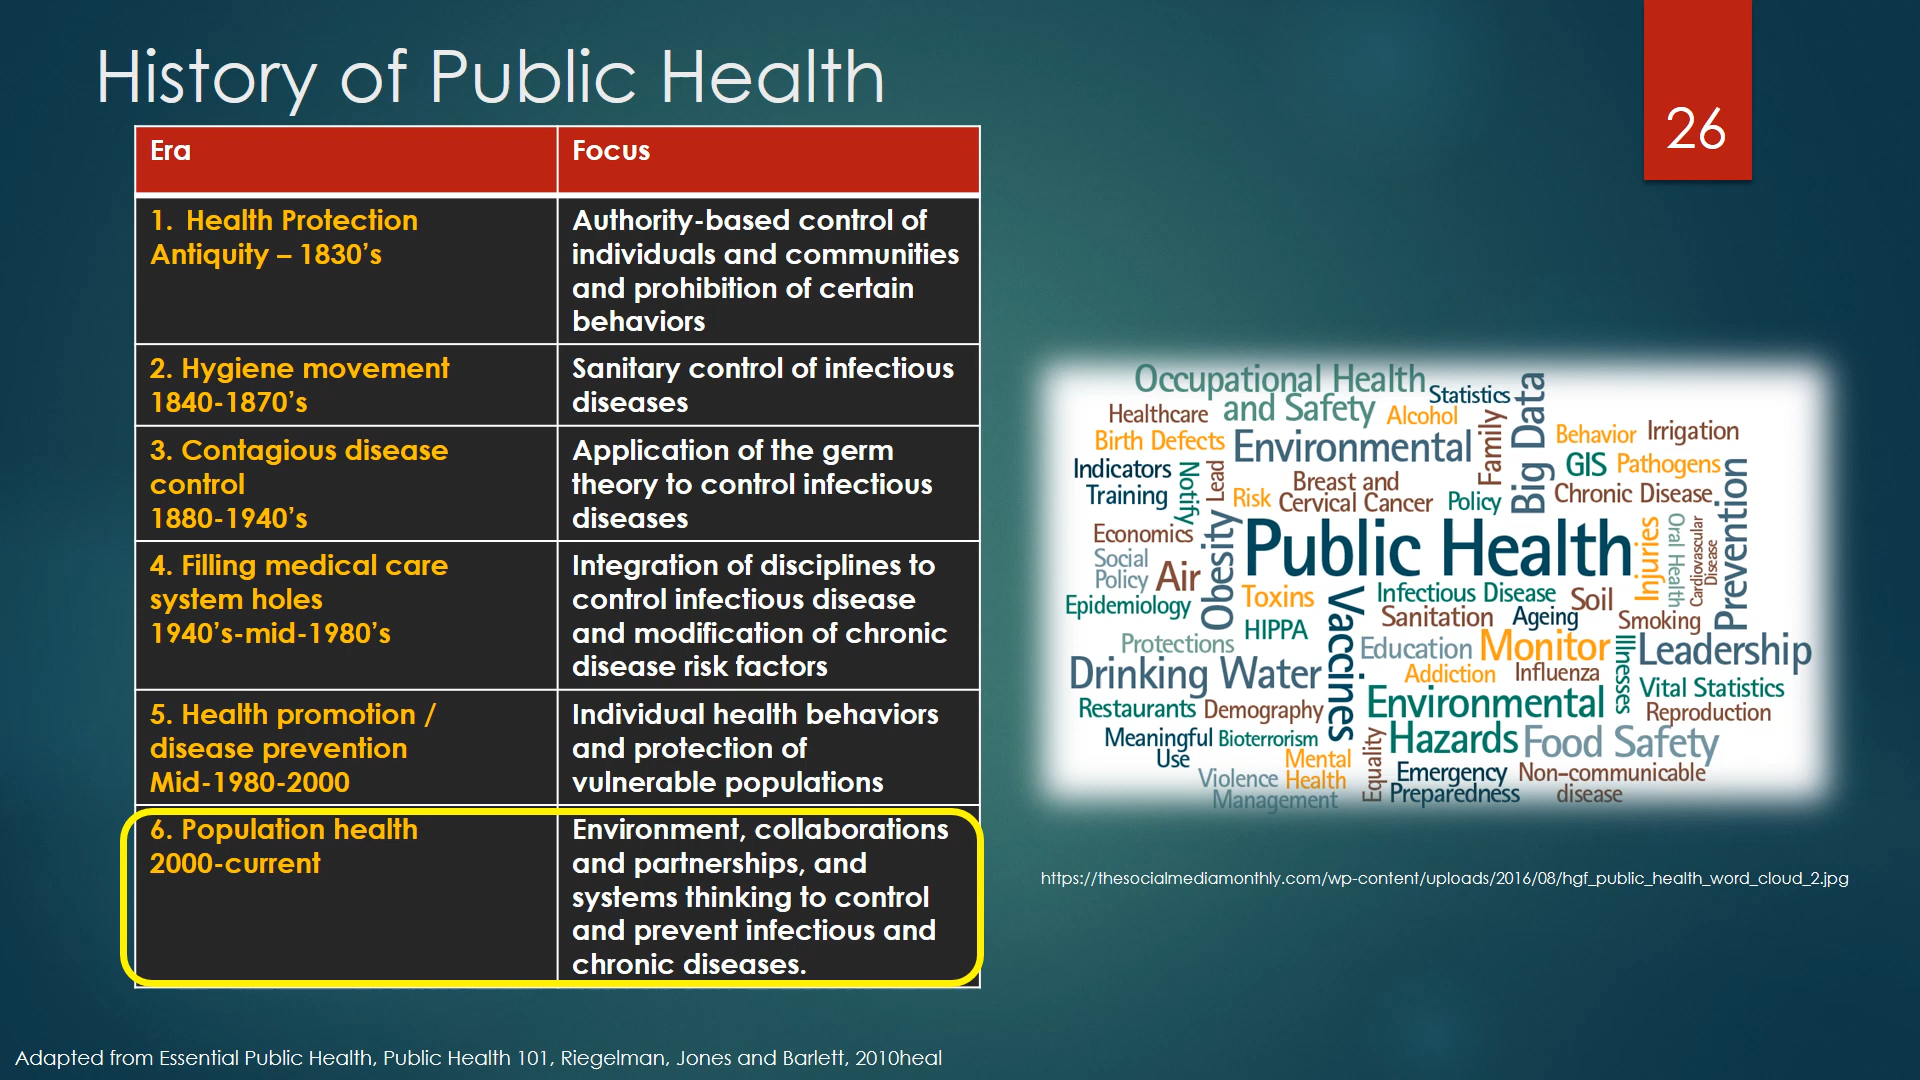 History of Public Health
26
Era
Focus
1. Health Protection
Antiquity – 1830’s
Authority-based control of
individuals and communities
and prohibition of certain
behaviors
2. Hygiene movement
1840-1870’s
Sanitary control of infectious
diseases
3. Contagious disease
control
1880-1940’s
Application of the germ
theory to control infectious
diseases
4. Filling medical care
system holes
1940’s-mid-1980’s
Integration of disciplines to
control infectious disease
and modification of chronic
disease risk factors
5. Health promotion /
disease prevention
Mid-1980-2000
Individual health behaviors
and protection of
vulnerable populations
6. Population health
2000-current
Environment, collaborations
and partnerships, and
systems thinking to control
and prevent infectious and
chronic diseases.
Occupational Health
and Safety
Statistics
Healthcare
Alcohol
Big Data
Family
Birth Defects
Environmental
Behavior
Irrigation
Indicators
Notify
Lead
GIS
Pathogens
Training
Risk
Breast and
Cervical Cancer
Policy
Chronic Disease
Prevention
Economics
Obesity
Public Health
Injuries
Oral Health
Cardiovascular
Disease
Social
Policy
Air
Toxins
Vaccines
Infectious Disease
Soil
Epidemiology
HIPPA
Sanitation
Ageing
Smoking
Protections
Education
Monitor
Illnesses
Leadership
Drinking Water
Addiction
Influenza
Restaurants
Demography
Environmental
Hazards
Vital Statistics
Reproduction
Meaningful
Use
Bioterrorism
Food Safety
Mental
Health
Equality
Violence
Management
Emergency
Preparedness
Non-communicable
disease
https://thesocialmediamonthly.com/wp-content/uploads/2016/08/hgf_public_health_word_cloud_2.jpg
Adapted from Essential Public Health, Public Health 101, Riegelman, Jones and Barlett, 2010heal